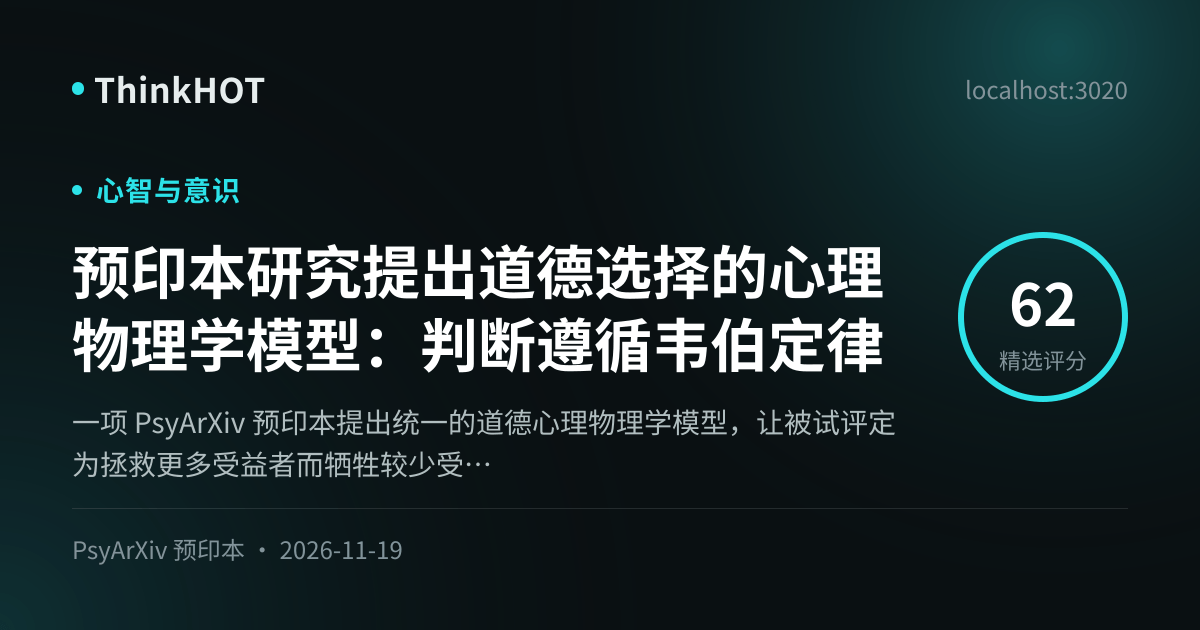 ThinkHOT
localhost:3020
心智与意识
预印本研究提出道德选择的心理
物理学模型：判断遵循韦伯定律
62
精选评分
一项 PsyArXiv 预印本提出统一的道德心理物理学模型，让被试评定
为拯救更多受益者而牺牲较少受…
PsyArXiv 预印本 · 2026-11-19